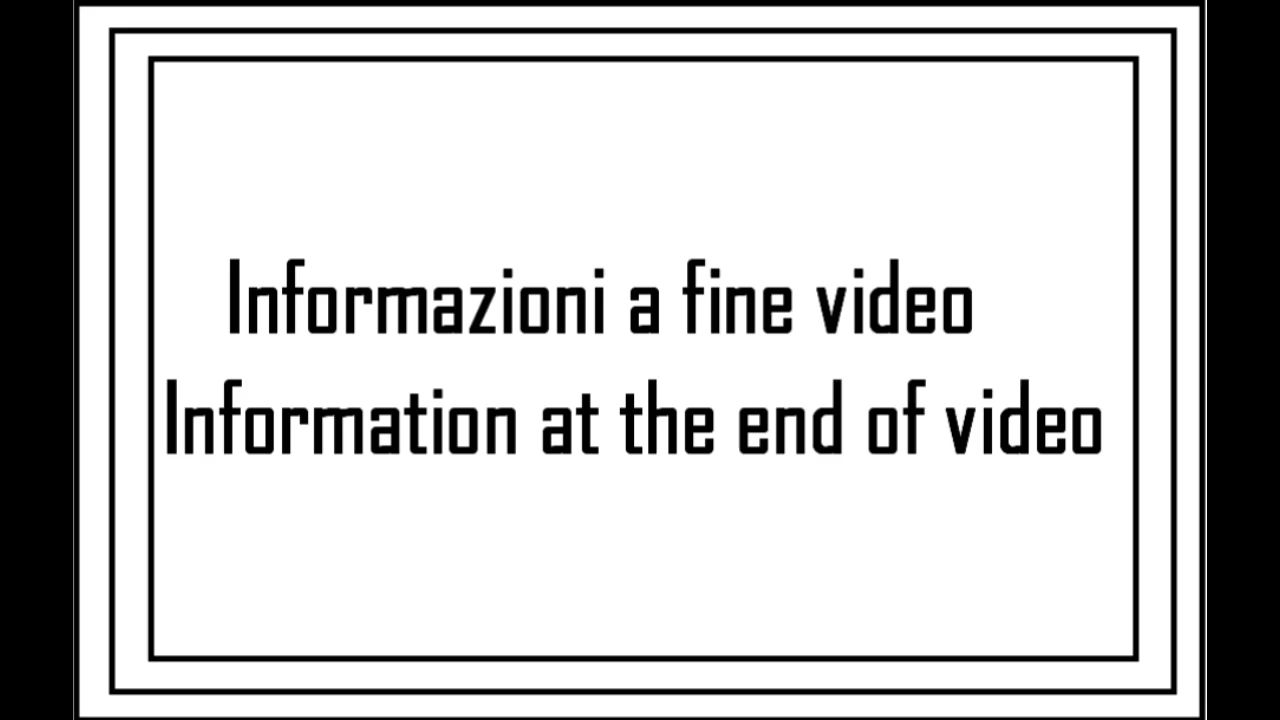 Informazioni a fine video
Information at the end of video